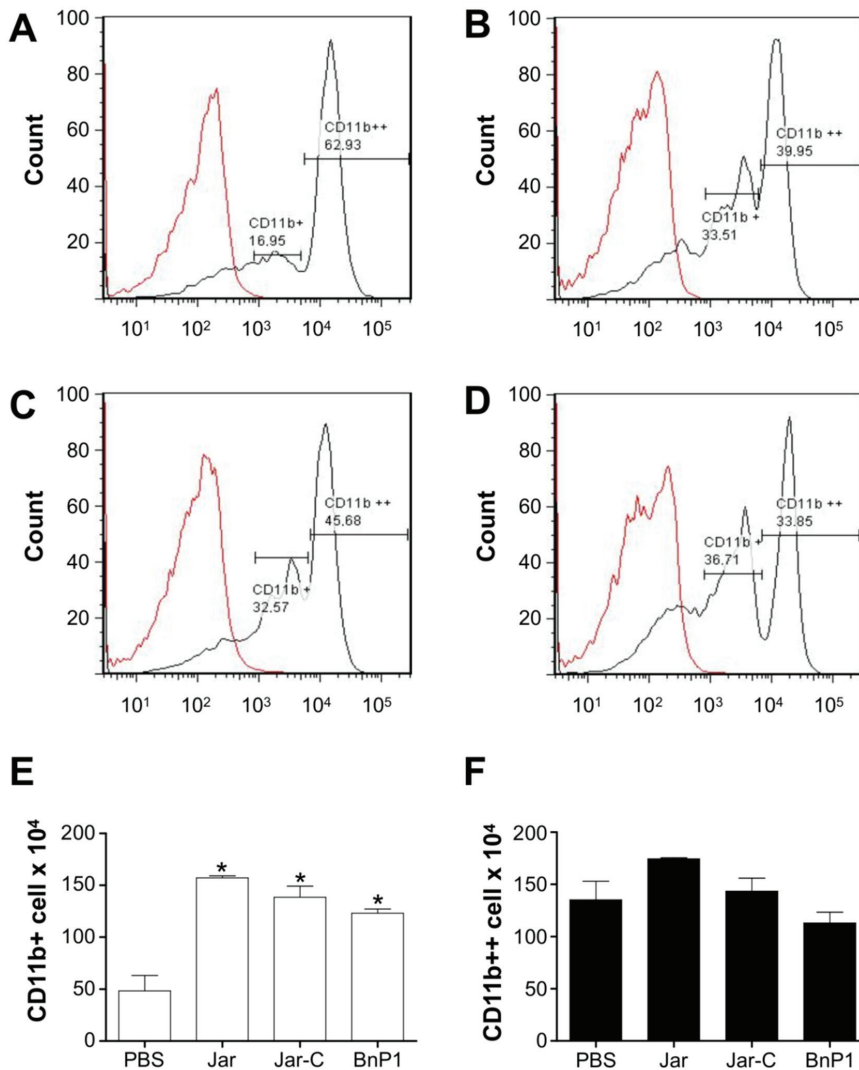 A
Count
100
80
60
40
20
CD11b++
62.93
CD11b+
16.95
10¹ 10² 10³ 10⁴ 10⁵
B
Count
100
80
60
40
20
CD11b ++
39.95
CD11b +
33.51
10¹ 10² 10³ 10⁴ 10⁵
C
Count
100
80
60
40
20
CD11b ++
45.68
CD11b +
32.57
10¹ 10² 10³ 10⁴ 10⁵
D
Count
100
80
60
40
20
CD11b ++
33.85
CD11b +
36.71
10¹ 10² 10³ 10⁴ 10⁵
E
CD11b+ cell x 10⁴
200
150
100
50
0
* * *
PBS Jar Jar-C BnP1
F
CD11b++ cell x 10⁴
200
150
100
50
0
PBS Jar Jar-C BnP1